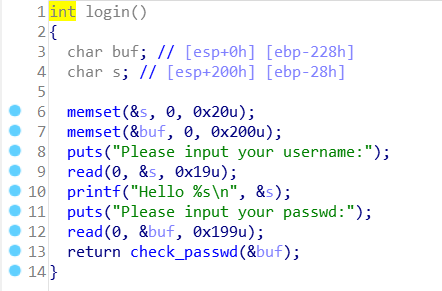 1 int login()
2 {
3 char buf; // [esp+0h] [ebp-228h]
4 char s; // [esp+200h] [ebp-28h]
5
6 memset(&s, 0, 0x20u);
7 memset(&buf, 0, 0x200u);
8 puts("Please input your username:");
9 read(0, &s, 0x19u);
10 printf("Hello %s\n", &s);
11 puts("Please input your passwd:");
12 read(0, &buf, 0x199u);
13 return check_passwd(&buf);
14 }